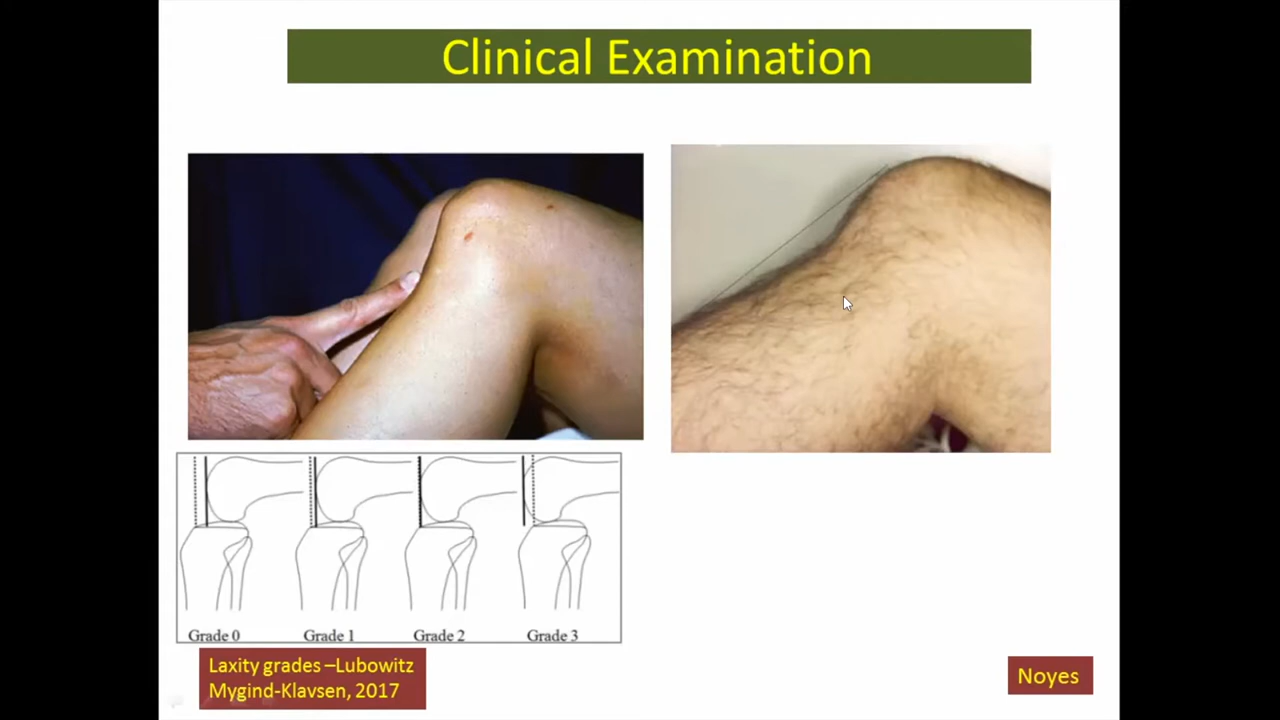 Clinical Examination
Grade 0 Grade 1 Grade 2 Grade 3
Laxity grades –Lubowitz
Mygind-Klavsen, 2017
Noyes